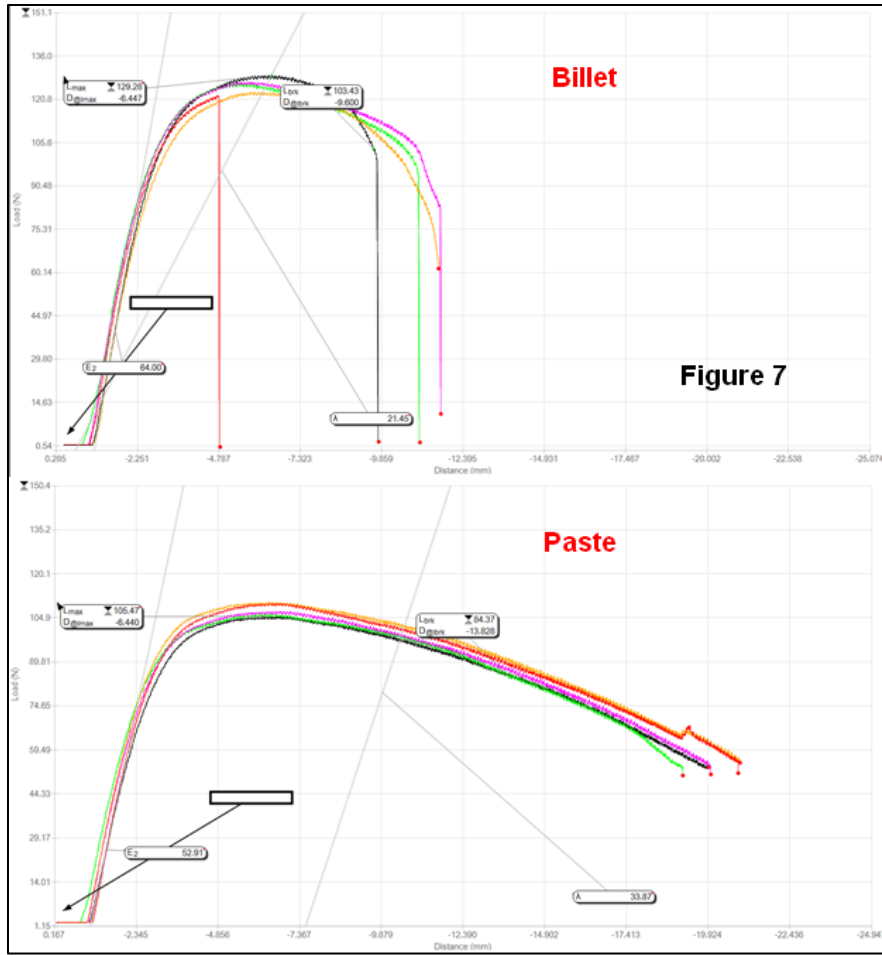 151.1
136.0
120.8
105.6
90.48
75.31
60.14
44.97
29.80
14.63
0.54
Load (N)
Billet
Lmax 129.28
D@lmax -6.447
Lbrk 103.43
D@lbrk -9.600
E2 64.00
λ 21.45
Figure 7
0.285 -2.251 -4.787 -7.323 -9.859 -12.395 -14.931 -17.467 -20.002 -22.538 -25.074
Distance (mm)
150.4
135.2
120.1
104.9
89.81
74.65
59.49
44.33
29.17
14.01
1.15
Load (N)
Paste
Lmax 105.47
D@lmax -6.440
Lbrk 84.37
D@lbrk -13.828
E2 52.91
λ 33.87
0.167 -2.345 -4.856 -7.367 -9.879 -12.390 -14.902 -17.413 -19.924 -22.436 -24.947
Distance (mm)